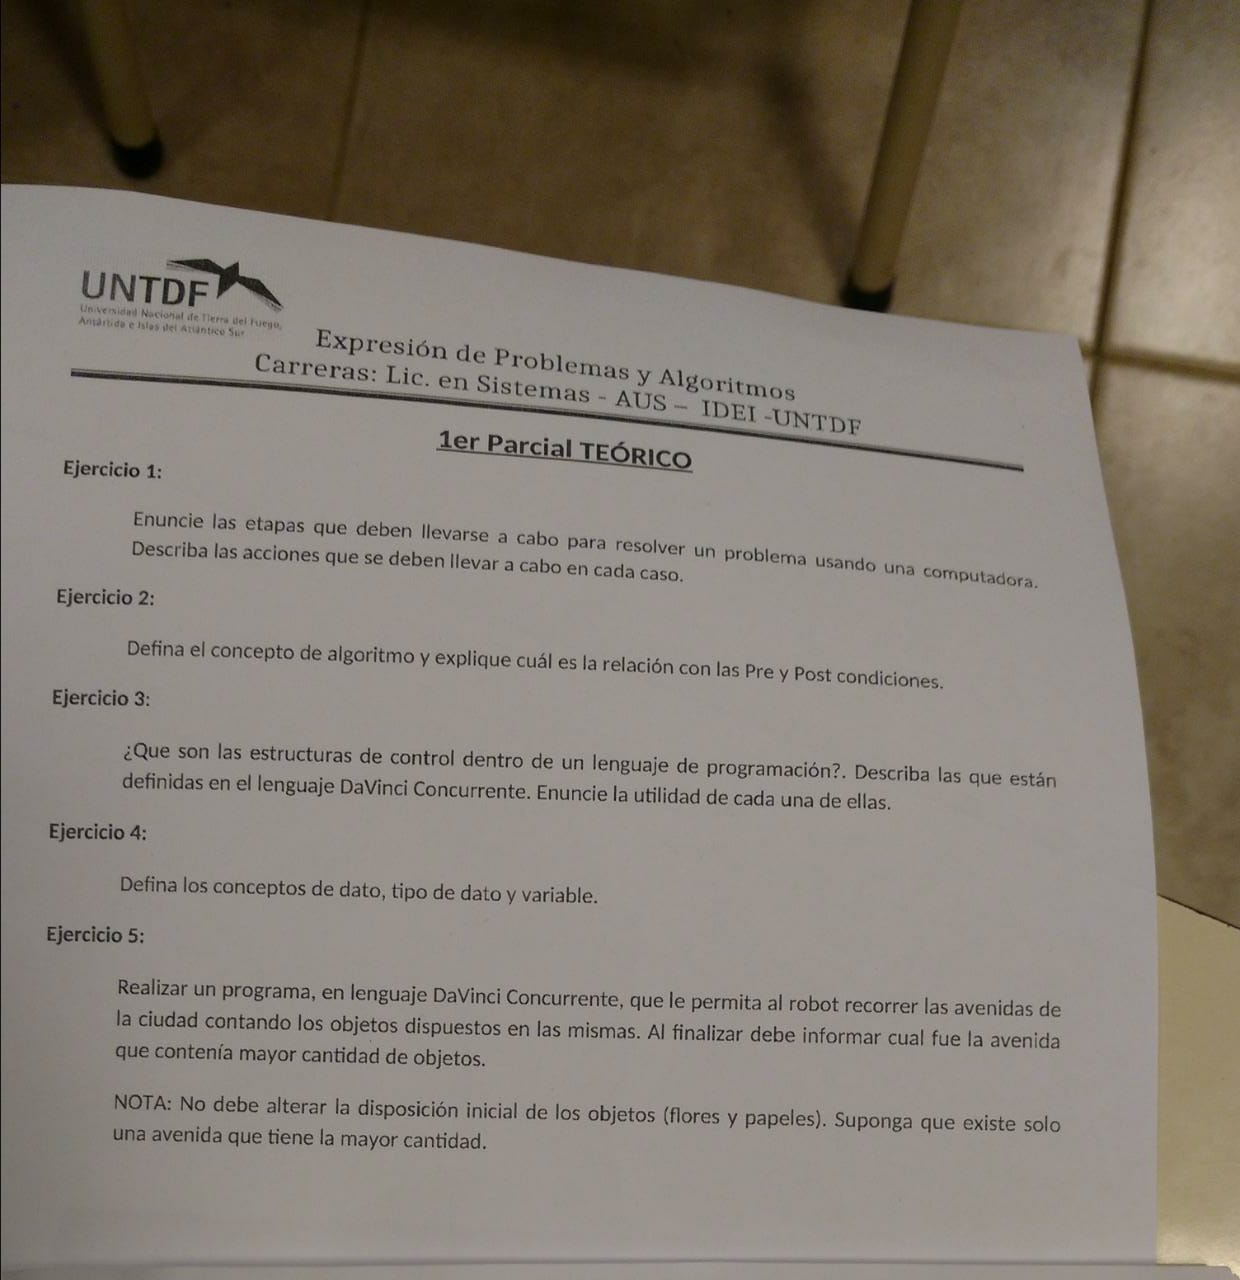 UNTDF
Universidad Nacional de Tierra del Fuego,
Antártida e Islas del Atlántico Sur
Expresión de Problemas y Algoritmos
Carreras: Lic. en Sistemas - AUS – IDEI -UNTDF
1er Parcial TEÓRICO
Ejercicio 1:
Enuncie las etapas que deben llevarse a cabo para resolver un problema usando una computadora.
Describa las acciones que se deben llevar a cabo en cada caso.
Ejercicio 2:
Defina el concepto de algoritmo y explique cuál es la relación con las Pre y Post condiciones.
Ejercicio 3:
¿Que son las estructuras de control dentro de un lenguaje de programación?. Describa las que están
definidas en el lenguaje DaVinci Concurrente. Enuncie la utilidad de cada una de ellas.
Ejercicio 4:
Defina los conceptos de dato, tipo de dato y variable.
Ejercicio 5:
Realizar un programa, en lenguaje DaVinci Concurrente, que le permita al robot recorrer las avenidas de
la ciudad contando los objetos dispuestos en las mismas. Al finalizar debe informar cual fue la avenida
que contenía mayor cantidad de objetos.
NOTA: No debe alterar la disposición inicial de los objetos (flores y papeles). Suponga que existe solo
una avenida que tiene la mayor cantidad.